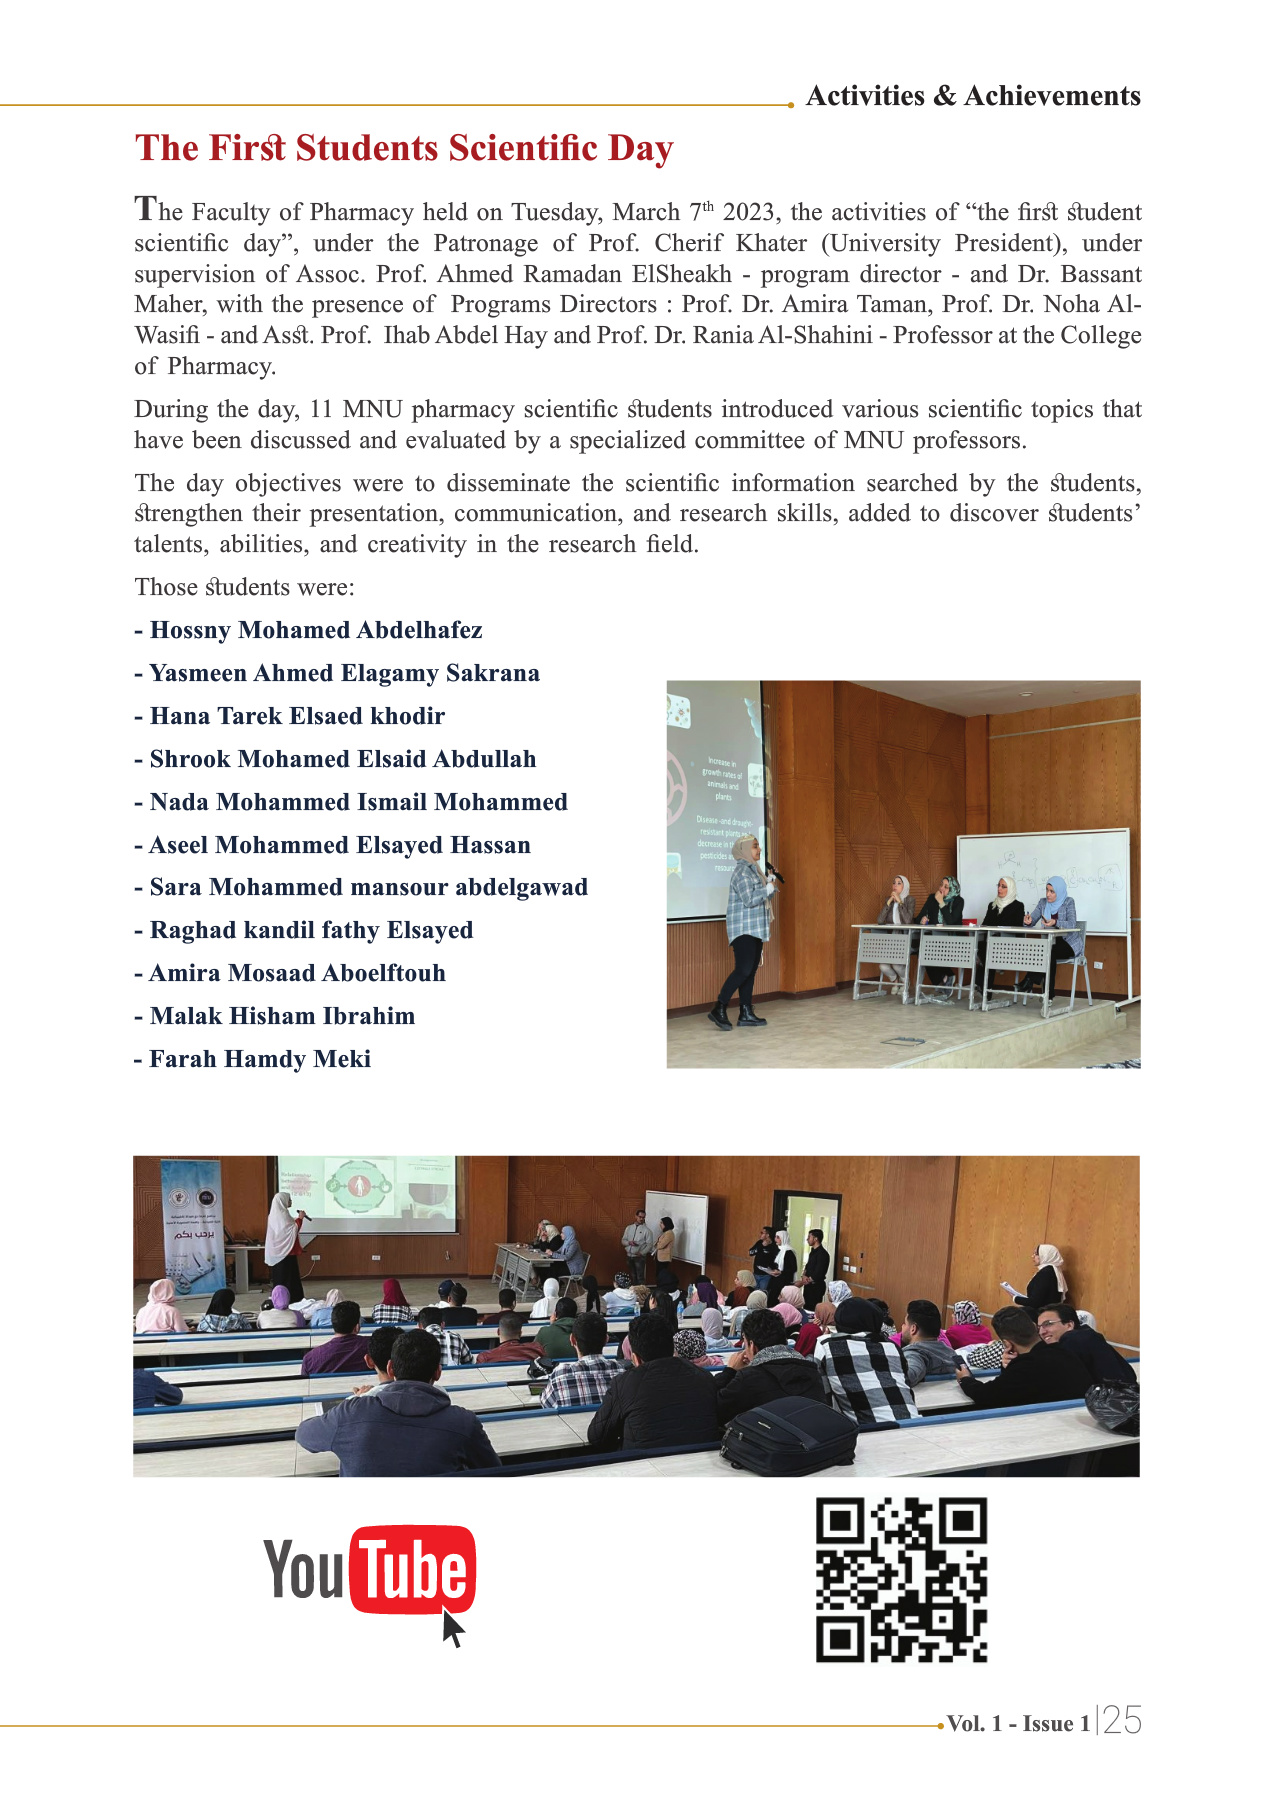 Activities & Achievements
The First Students Scientific Day
The Faculty of Pharmacy held on Tuesday, March 7th 2023, the activities of “the first student
scientific day”, under the Patronage of Prof. Cherif Khater (University President), under
supervision of Assoc. Prof. Ahmed Ramadan ElSheakh - program director - and Dr. Bassant
Maher, with the presence of Programs Directors : Prof. Dr. Amira Taman, Prof. Dr. Noha Al-
Wasifi - and Asst. Prof. Ihab Abdel Hay and Prof. Dr. Rania Al-Shahini - Professor at the College
of Pharmacy.
During the day, 11 MNU pharmacy scientific students introduced various scientific topics that
have been discussed and evaluated by a specialized committee of MNU professors.
The day objectives were to disseminate the scientific information searched by the students,
strengthen their presentation, communication, and research skills, added to discover students’
talents, abilities, and creativity in the research field.
Those students were:
- Hossny Mohamed Abdelhafez
- Yasmeen Ahmed Elagamy Sakrana
- Hana Tarek Elsaed khodir
- Shrook Mohamed Elsaid Abdullah
- Nada Mohammed Ismail Mohammed
- Aseel Mohammed Elsayed Hassan
- Sara Mohammed mansour abdelgawad
- Raghad kandil fathy Elsayed
- Amira Mosaad Aboelftouh
- Malak Hisham Ibrahim
- Farah Hamdy Meki
Increase in
growth rates of
animals and
plants
Disease-and drought-
resistant plants
decrease in
pesticides
يرحب بكم
YouTube
Vol. 1 - Issue 1 |25